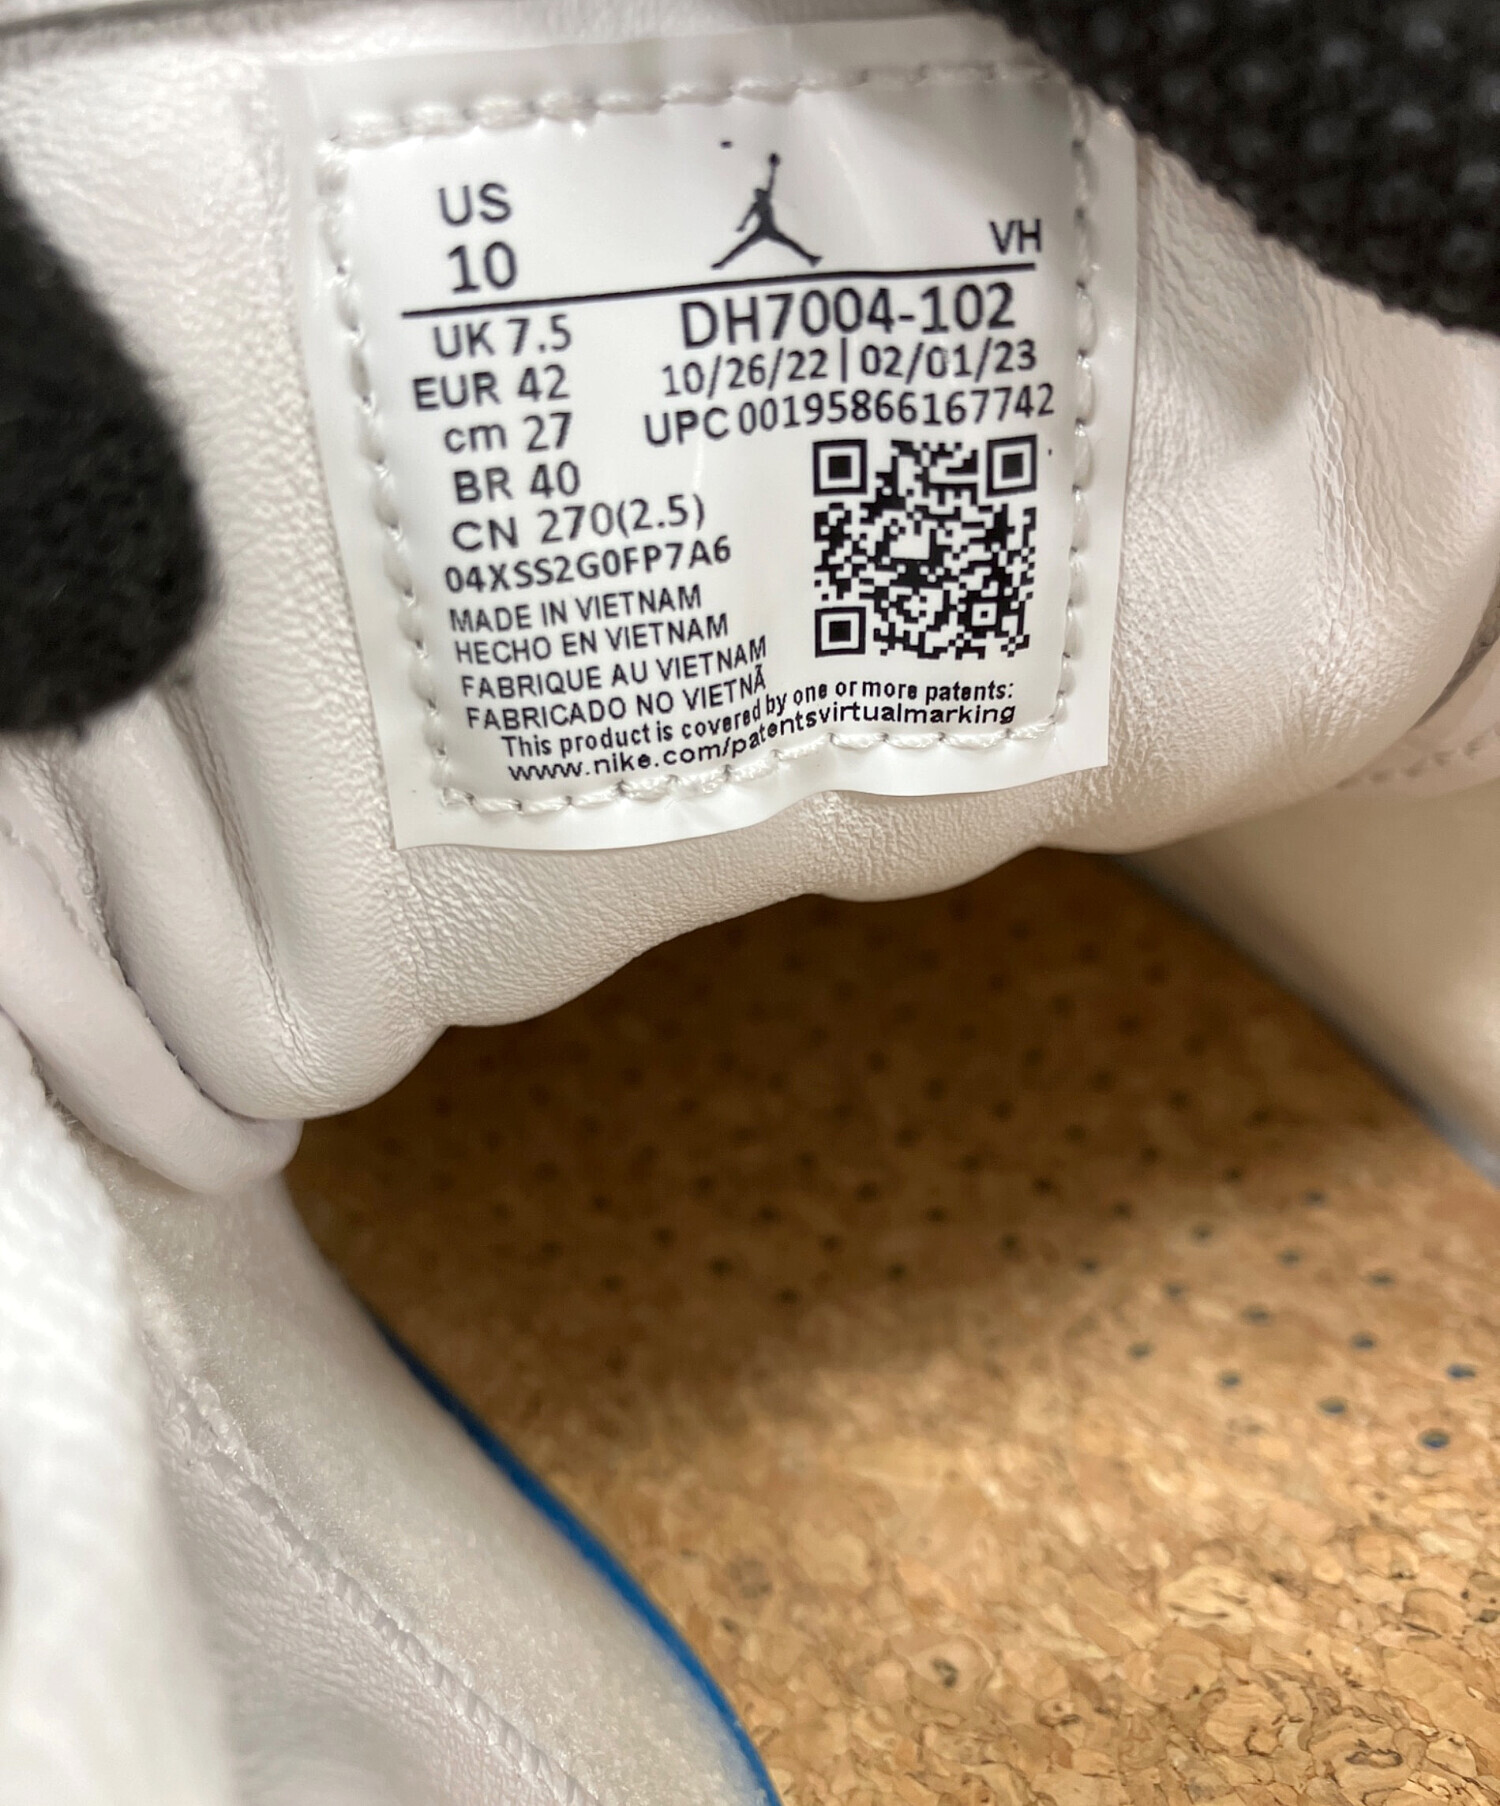 US
10
VH
UK 7.5
EUR 42
cm 27
BR 40
CN 270(2.5)
04XSS2G0FP7A6
DH7004-102
10/26/22 | 02/01/23
UPC 00195866167742
MADE IN VIETNAM
HECHO EN VIETNAM
FABRIQUE AU VIETNAM
FABRICADO NO VIETNÃ
This product is covered by one or more patents:
www.nike.com/patentsvirtualmarking